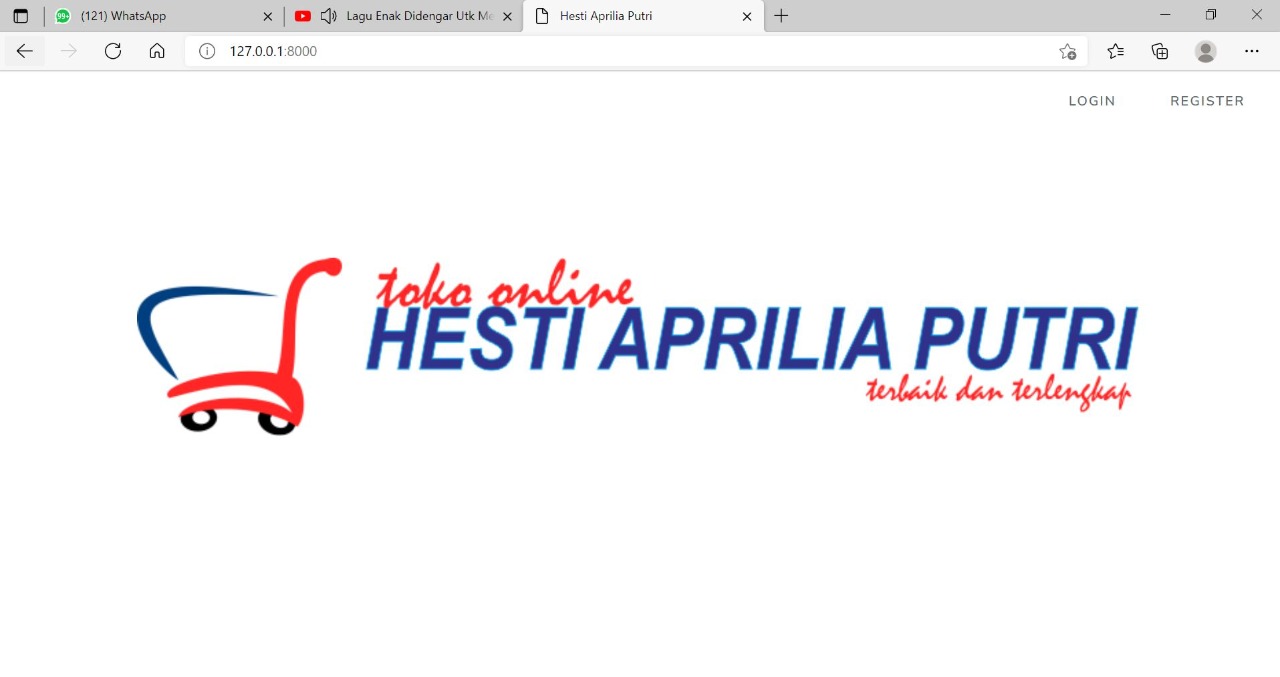 99+ (121) WhatsApp
Lagu Enak Didengar Utk Me
Hesti Aprilia Putri
127.0.0.1:8000
LOGIN REGISTER
toko online
HESTI APRILIA PUTRI
terbaik dan terlengkap